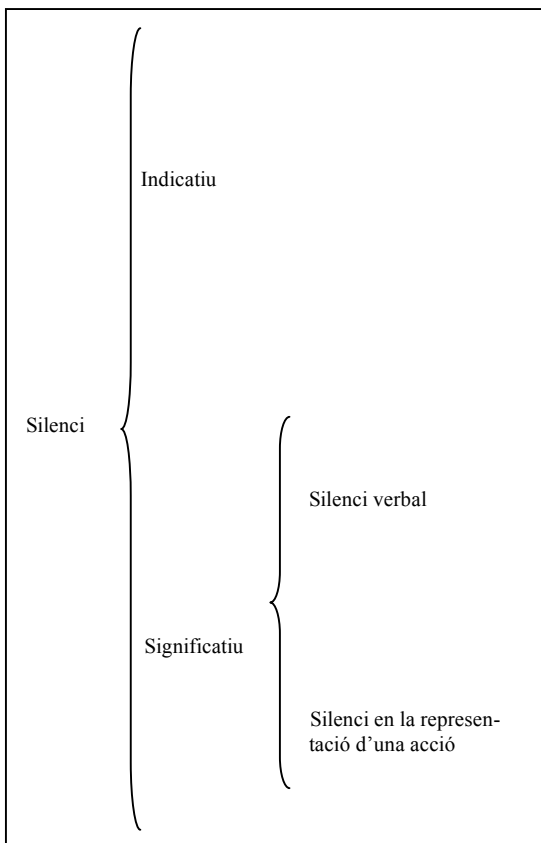 Indicatiu
Silenci
Silenci verbal
Significatiu
Silenci en la represen-
tació d'una acció